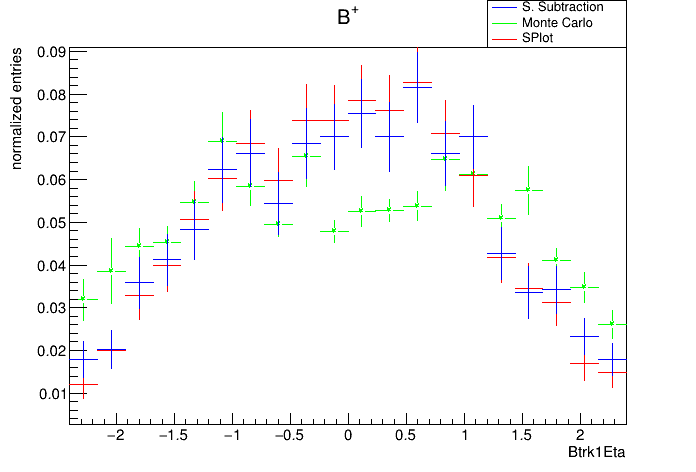 B+
S. Subtraction
Monte Carlo
SPlot
normalized entries
0.09
0.08
0.07
0.06
0.05
0.04
0.03
0.02
0.01
−2 −1.5 −1 −0.5 0 0.5 1 1.5 2
Btrk1Eta